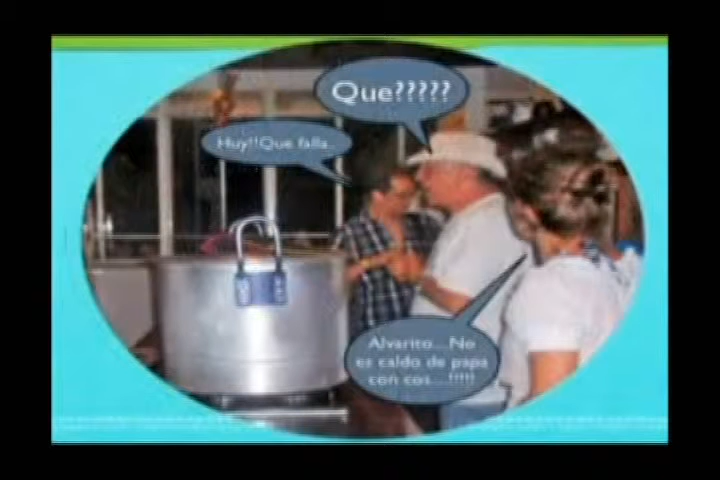 Que?????
Huy!!Que falla..
Alvarito...No
es caldo de papa
con cos....!!!!!